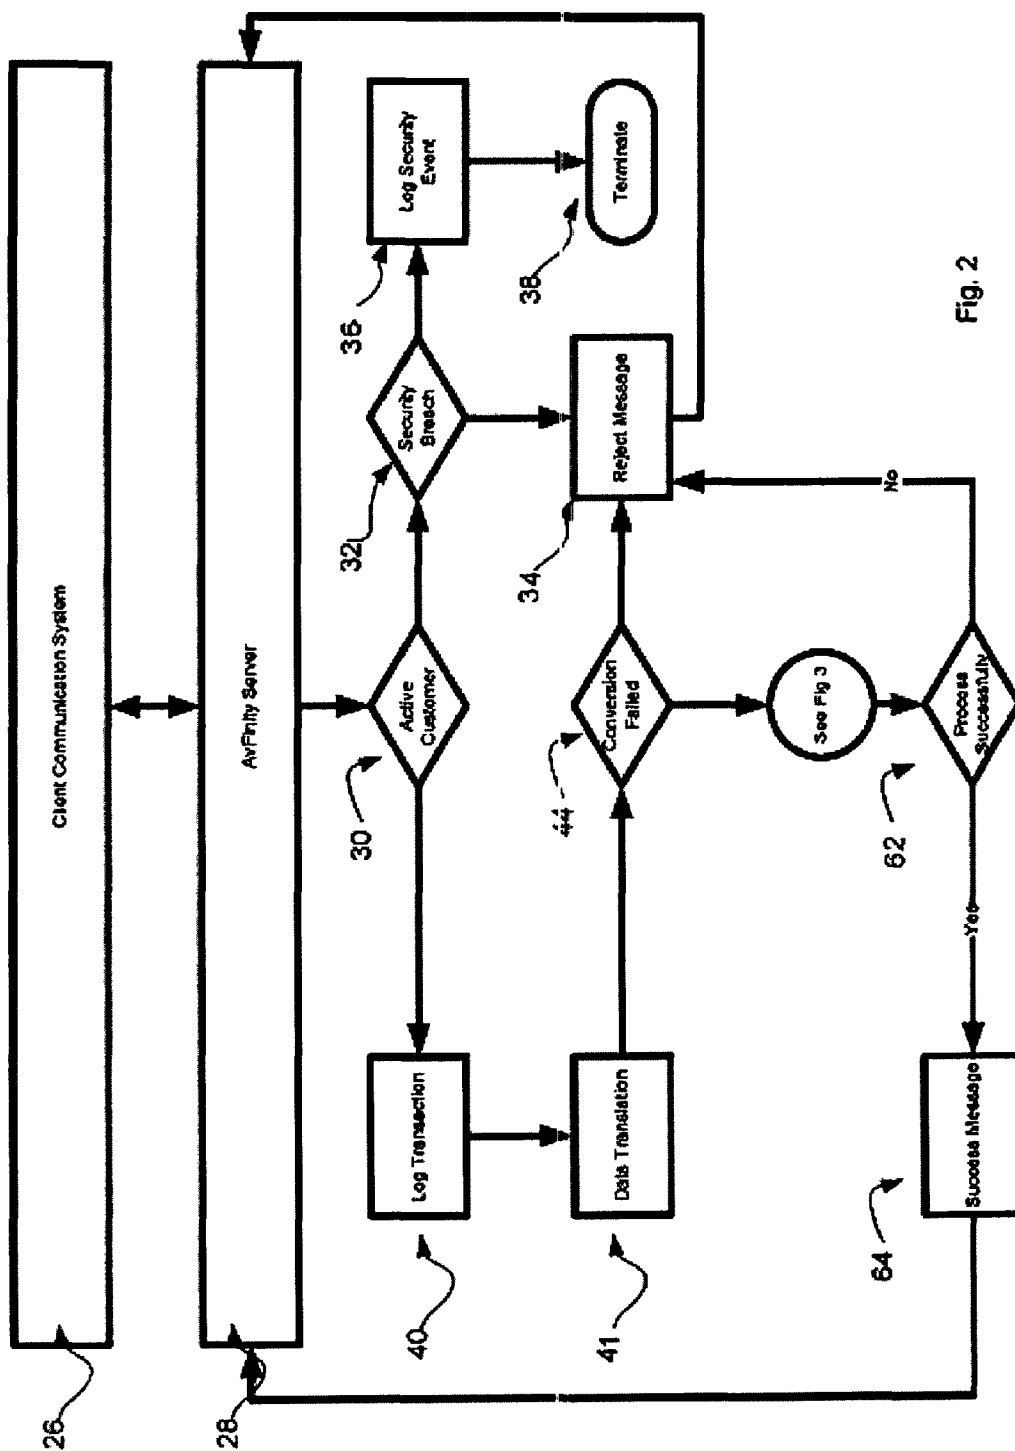 Client Communication System
26
AvFinity Server
28
Active
Customer
30
Security
Breach
32
Log Security
Event
36
Terminate
38
Log Transaction
40
Data Translation
41
Conversion
Failed
44
Reject Message
34
See Fig 3
Process
Successfully
62
No
Yes
Success Message
64
Fig. 2